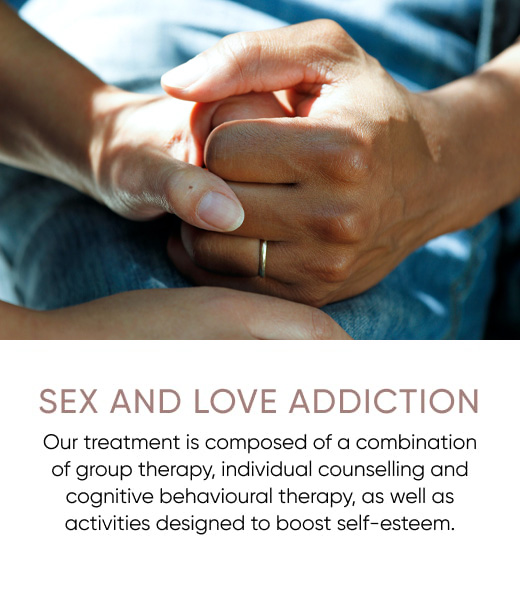 SEX AND LOVE ADDICTION
Our treatment is composed of a combination
of group therapy, individual counselling and
cognitive behavioural therapy, as well as
activities designed to boost self-esteem.